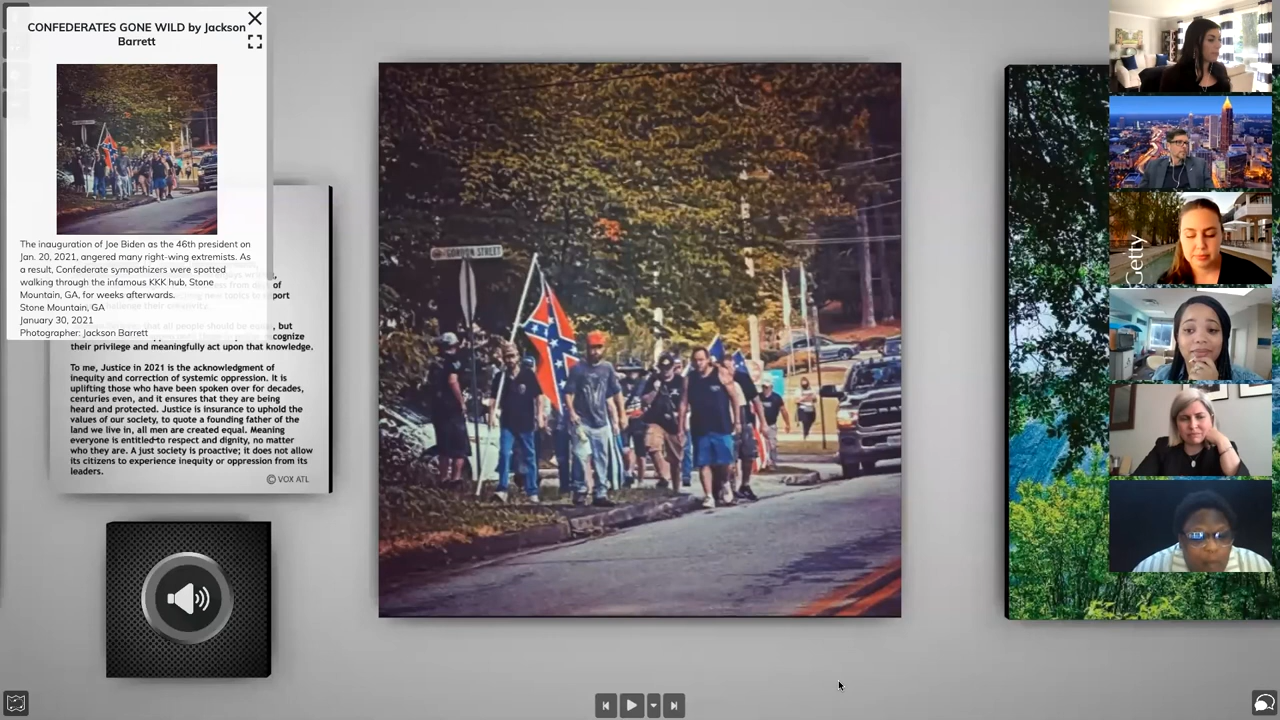 CONFEDERATES GONE WILD by Jackson
Barrett
The inauguration of Joe Biden as the 46th president on
Jan. 20, 2021, angered many right-wing extremists. As
a result, Confederate sympathizers were spotted
walking through the infamous KKK hub, Stone
Mountain, GA, for weeks afterwards.
Stone Mountain, GA
January 30, 2021
Photographer: Jackson Barrett
their privilege and meaningfully act upon that knowledge.
To me, Justice in 2021 is the acknowledgment of
inequity and correction of systemic oppression. It is
uplifting those who have been spoken over for decades,
centuries even, and it ensures that they are being
heard and protected. Justice is insurance to uphold the
values of our society, to quote a founding father of the
land we live in, all men are created equal. Meaning
everyone is entitled to respect and dignity, no matter
who they are. A just society is proactive; it does not allow
its citizens to experience inequity or oppression from its
leaders.
© VOX ATL
GORDON STREET
Getty